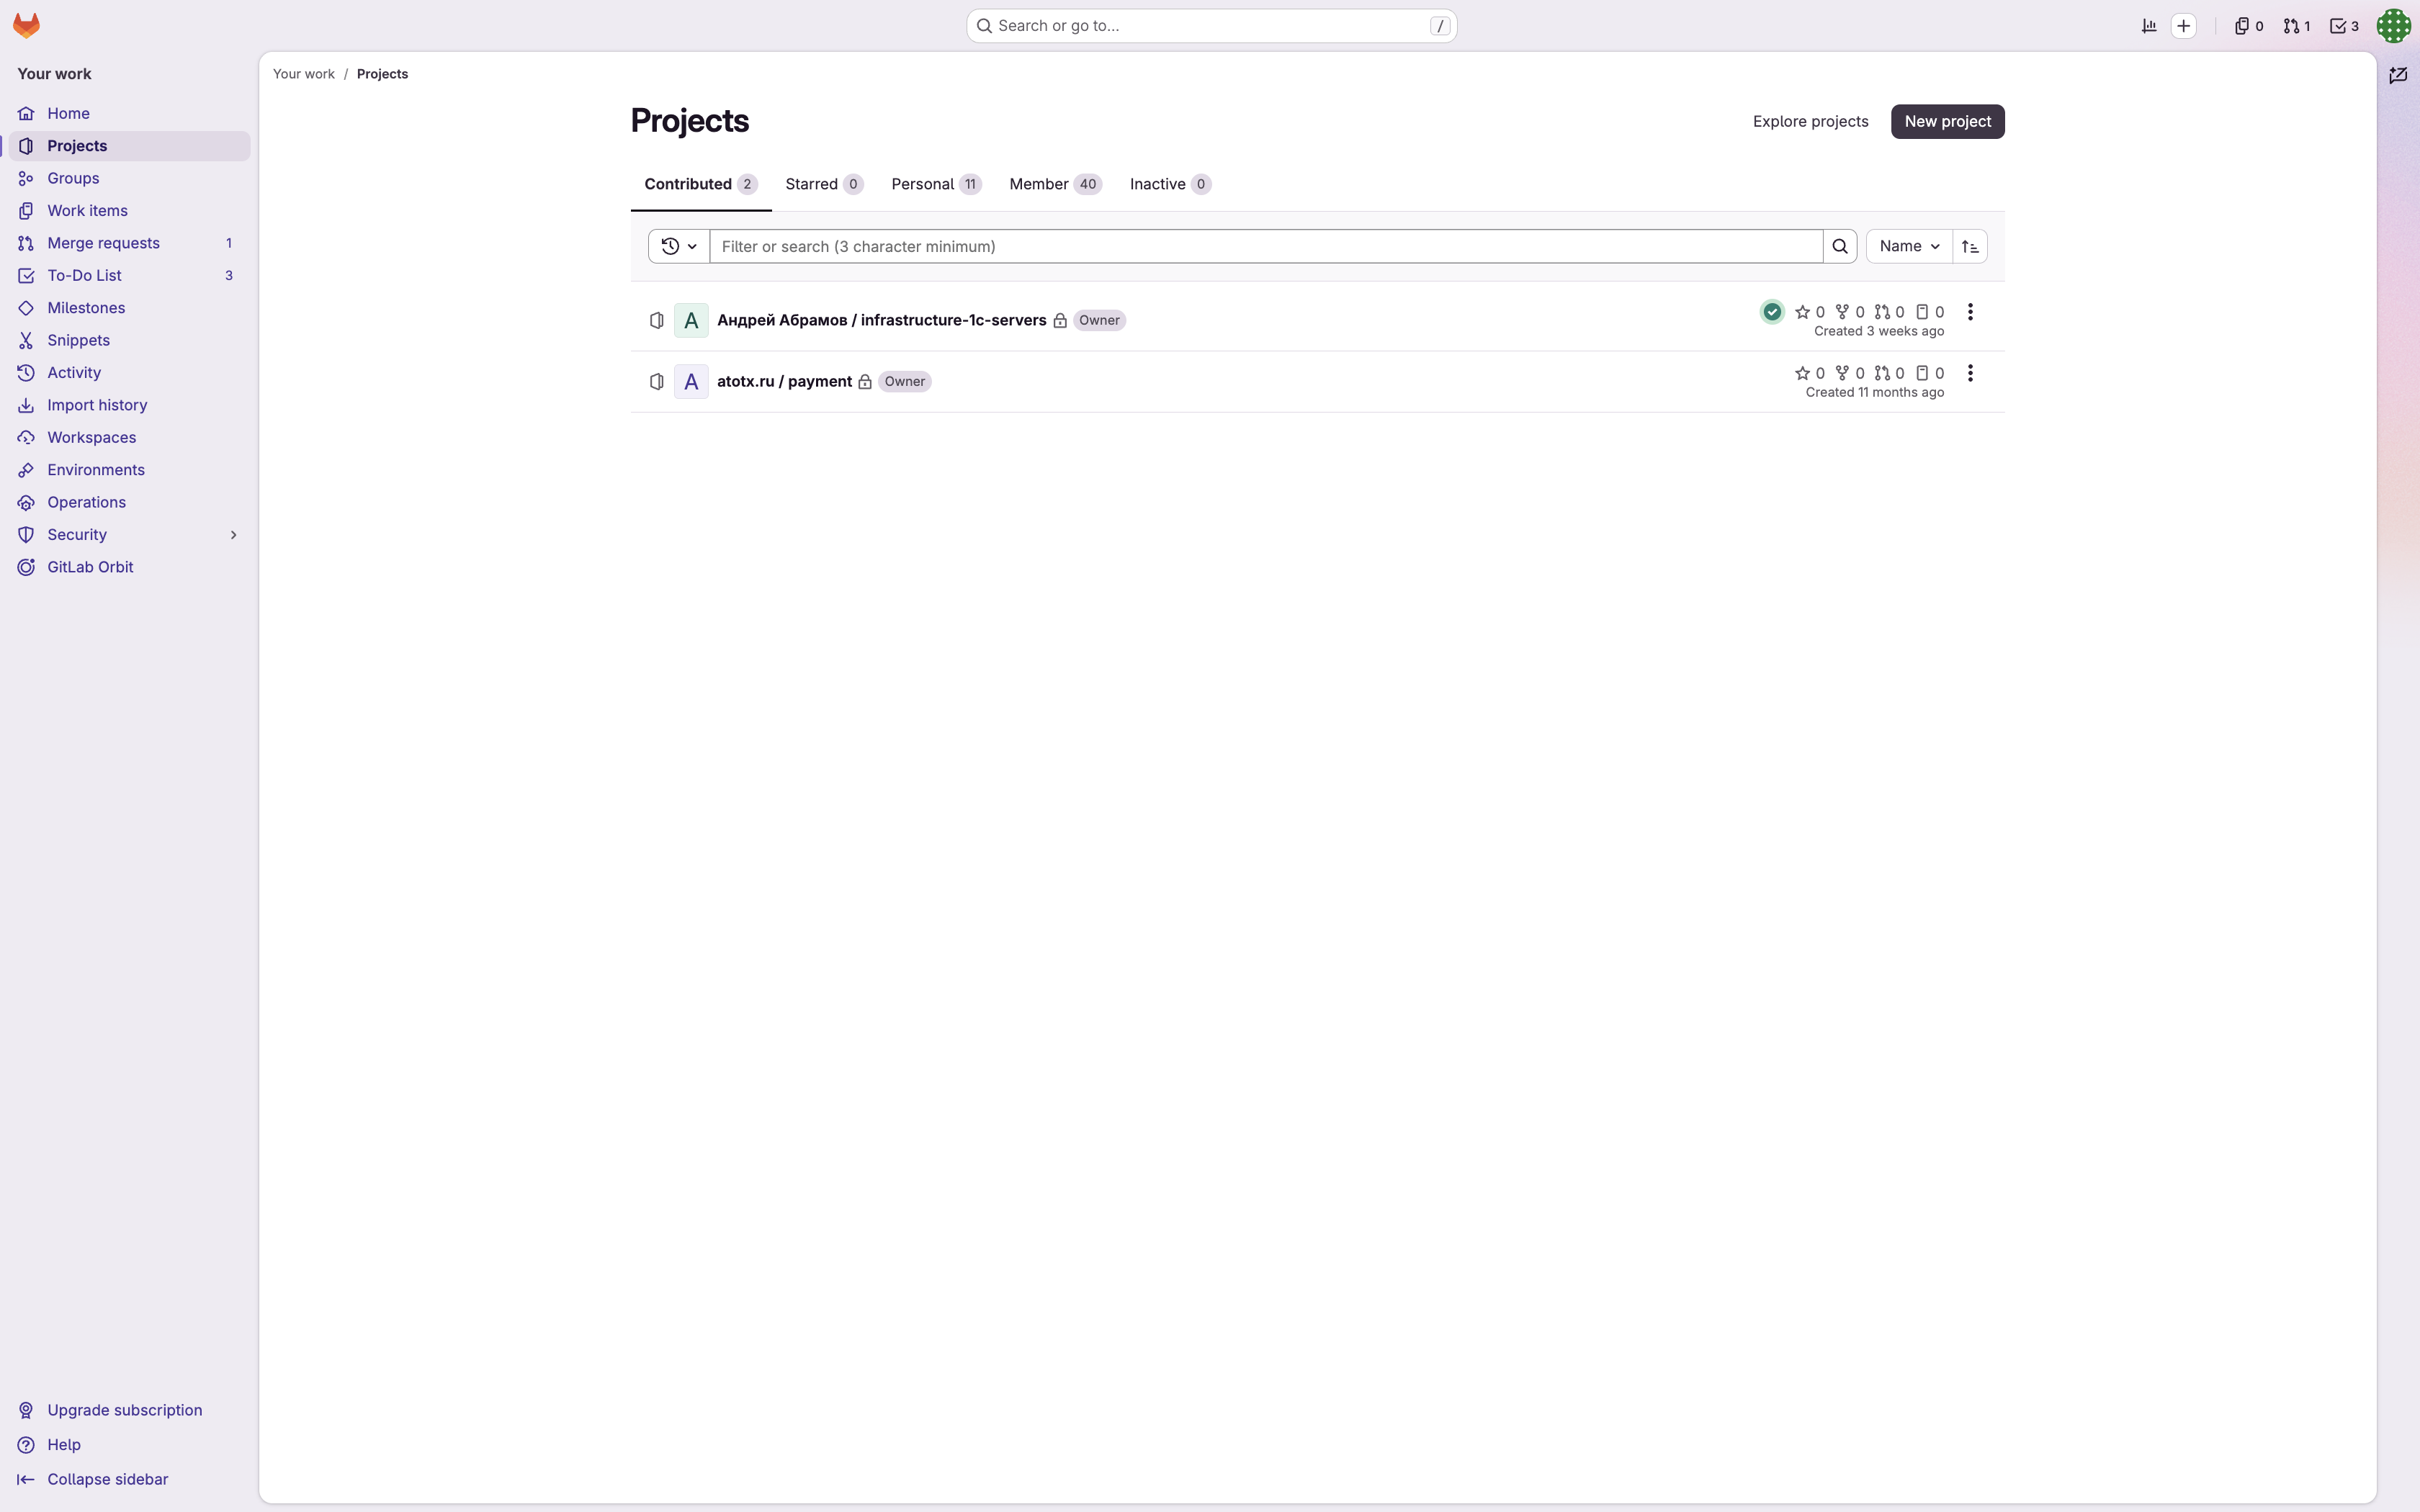 Search or go to... /
0 1 3
Your work
Home
Projects
Groups
Work items
Merge requests 1
To-Do List 3
Milestones
Snippets
Activity
Import history
Workspaces
Environments
Operations
Security
GitLab Orbit
Upgrade subscription
Help
Collapse sidebar
Your work / Projects
Projects
Explore projects New project
Contributed 2 Starred 0 Personal 11 Member 40 Inactive 0
Filter or search (3 character minimum) Name
A Андрей Абрамов / infrastructure-1c-servers Owner 0 0 0 0
Created 3 weeks ago
A atotx.ru / payment Owner 0 0 0 0
Created 11 months ago